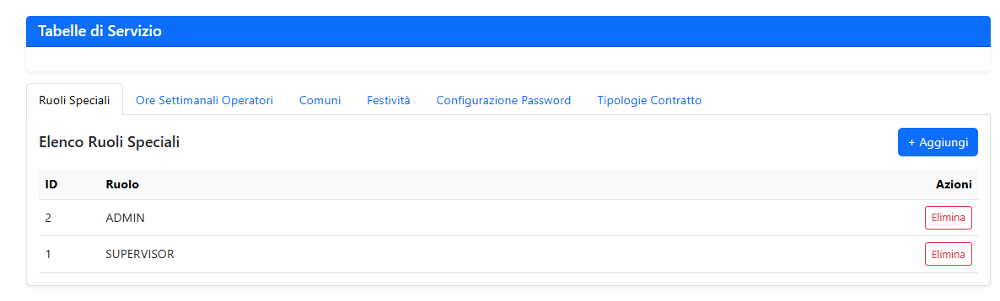 Tabelle di Servizio
Ruoli Speciali Ore Settimanali Operatori Comuni Festività Configurazione Password Tipologie Contratto
Elenco Ruoli Speciali + Aggiungi
ID Ruolo Azioni
2 ADMIN Elimina
1 SUPERVISOR Elimina